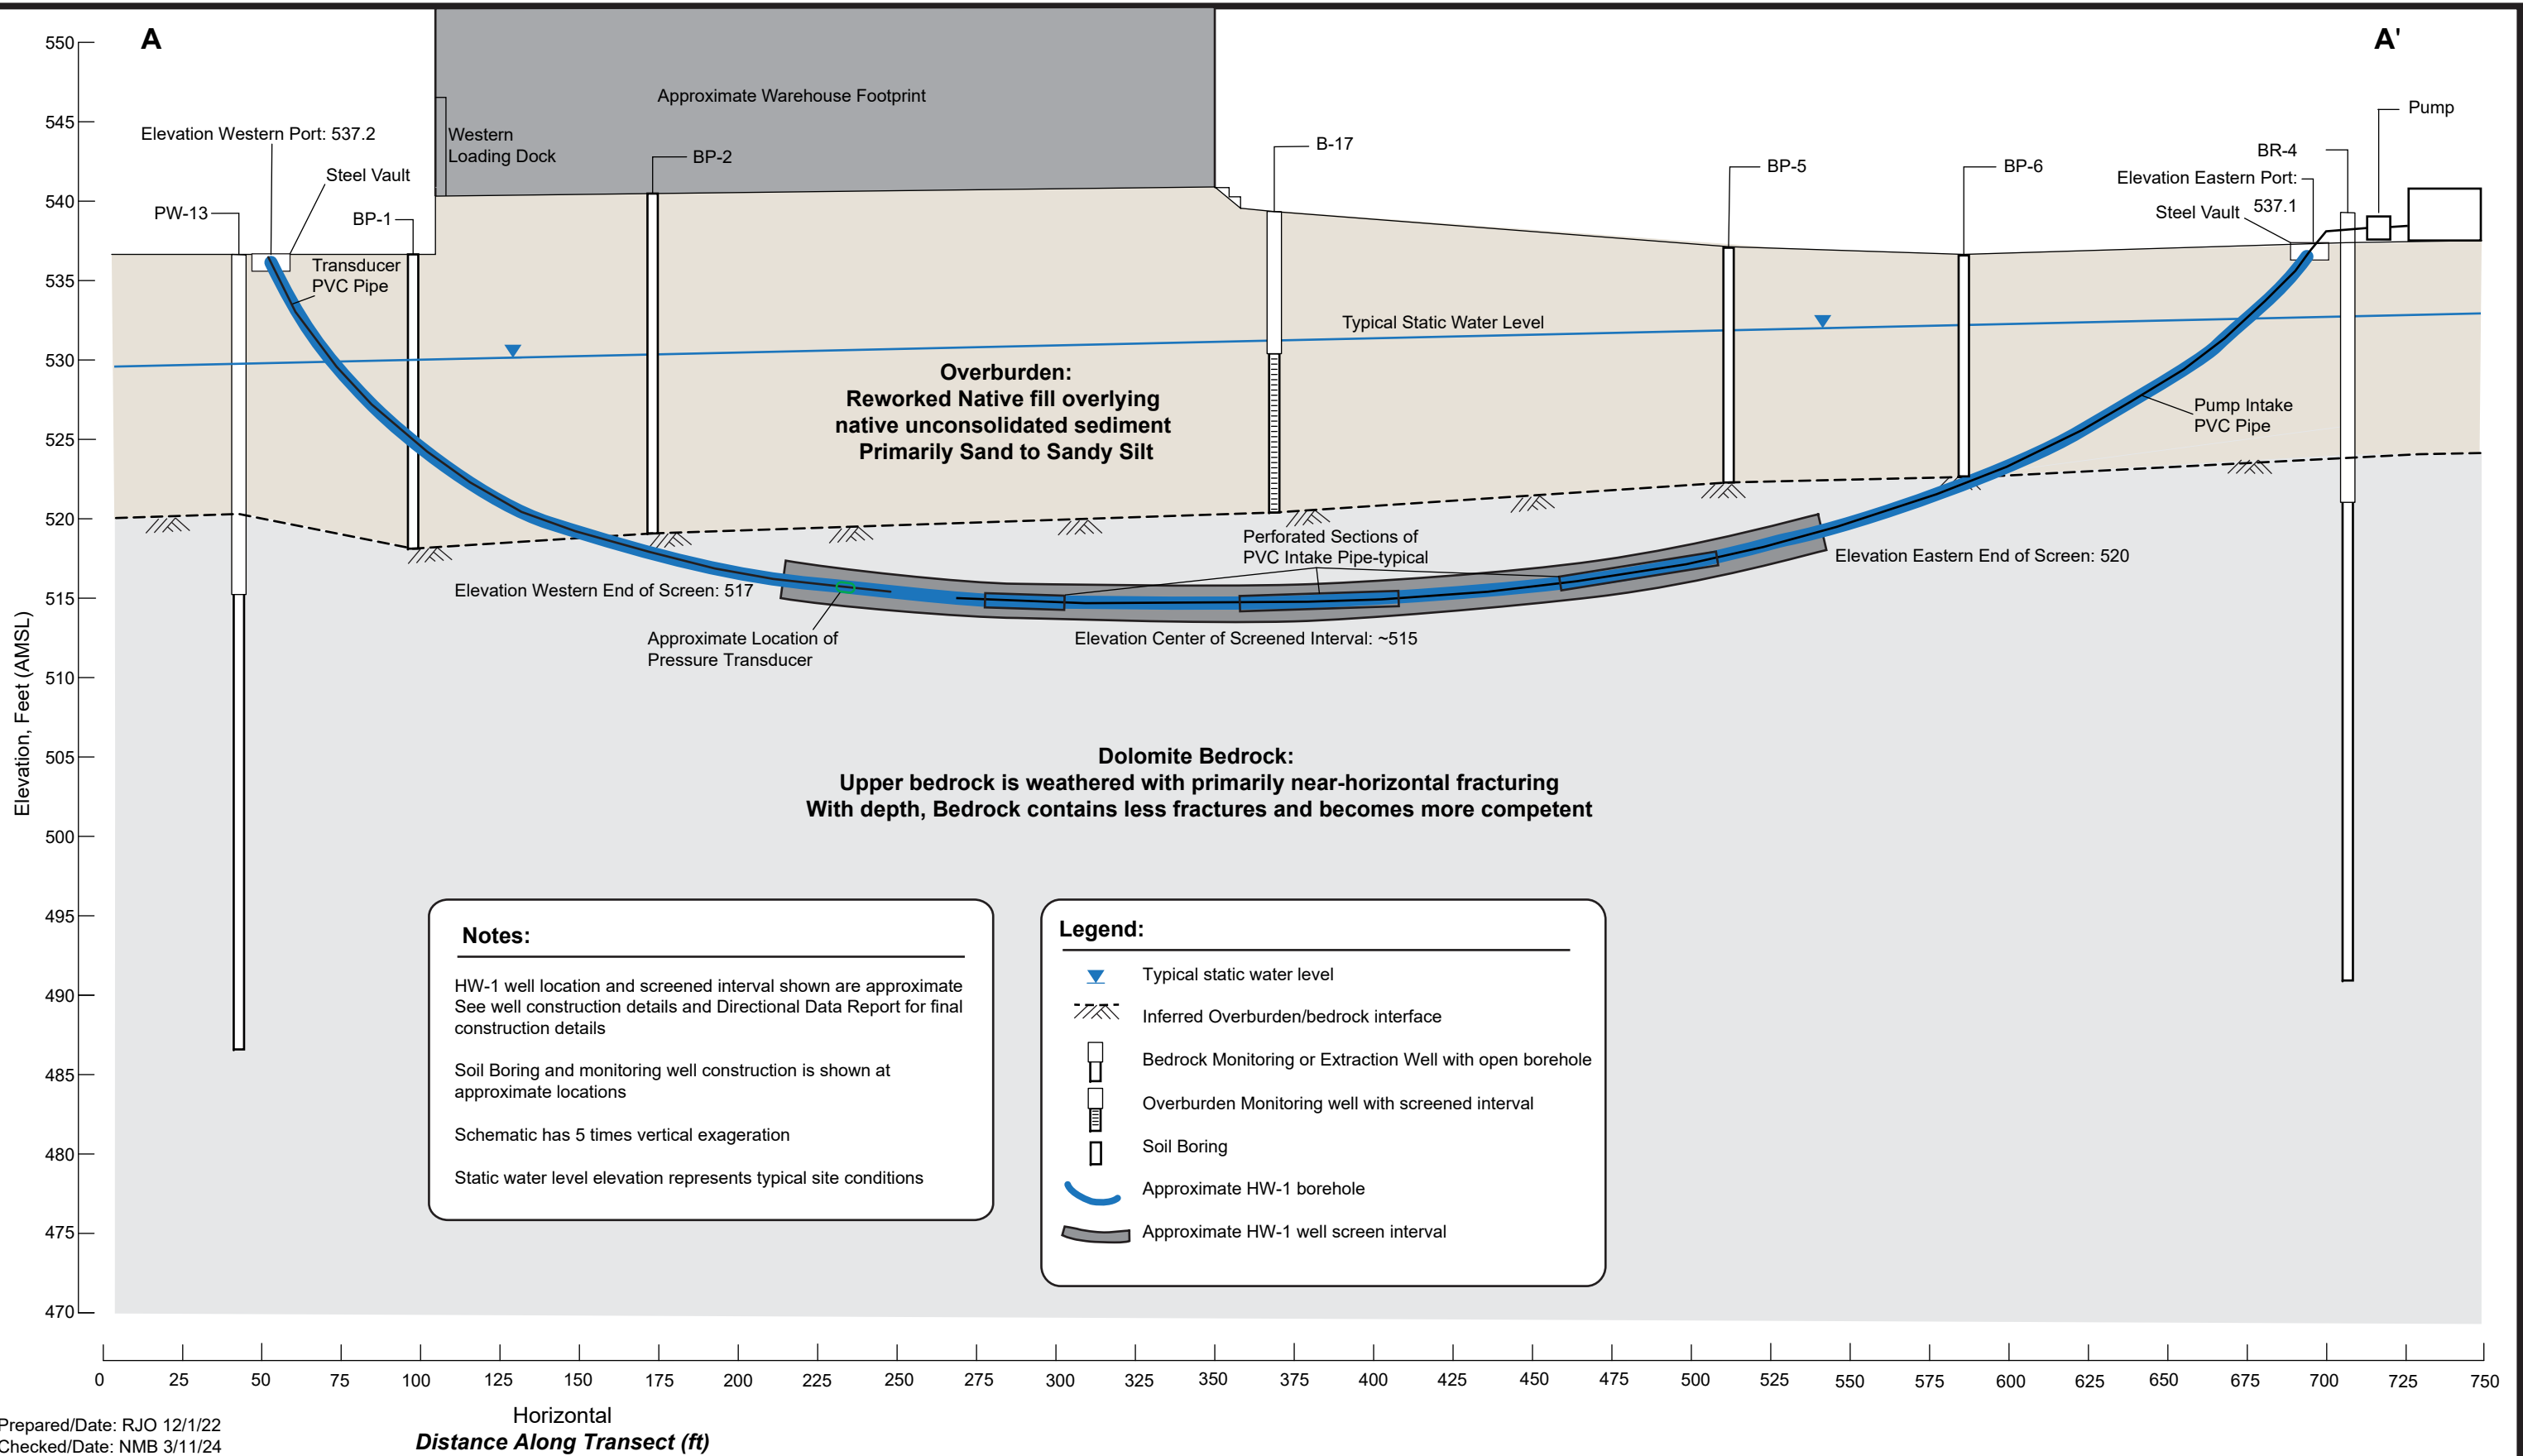 A
A'
550
545
540
535
530
525
520
515
510
505
500
495
490
485
480
475
470
Elevation, Feet (AMSL)
Approximate Warehouse Footprint
Elevation Western Port: 537.2
Western
Loading Dock
Steel Vault
PW-13
BP-1
BP-2
B-17
BP-5
BP-6
Pump
BR-4
Elevation Eastern Port:
537.1
Steel Vault
Transducer
PVC Pipe
Typical Static Water Level
Overburden:
Reworked Native fill overlying
native unconsolidated sediment
Primarily Sand to Sandy Silt
Pump Intake
PVC Pipe
Perforated Sections of
PVC Intake Pipe-typical
Elevation Eastern End of Screen: 520
Elevation Western End of Screen: 517
Approximate Location of
Pressure Transducer
Elevation Center of Screened Interval: ~515
Dolomite Bedrock:
Upper bedrock is weathered with primarily near-horizontal fracturing
With depth, Bedrock contains less fractures and becomes more competent
Notes:
HW-1 well location and screened interval shown are approximate
See well construction details and Directional Data Report for final
construction details
Soil Boring and monitoring well construction is shown at
approximate locations
Schematic has 5 times vertical exageration
Static water level elevation represents typical site conditions
Legend:
Typical static water level
Inferred Overburden/bedrock interface
Bedrock Monitoring or Extraction Well with open borehole
Overburden Monitoring well with screened interval
Soil Boring
Approximate HW-1 borehole
Approximate HW-1 well screen interval
0 25 50 75 100 125 150 175 200 225 250 275 300 325 350 375 400 425 450 475 500 525 550 575 600 625 650 675 700 725 750
Horizontal
Distance Along Transect (ft)
Prepared/Date: RJO 12/1/22
Checked/Date: NMB 3/11/24